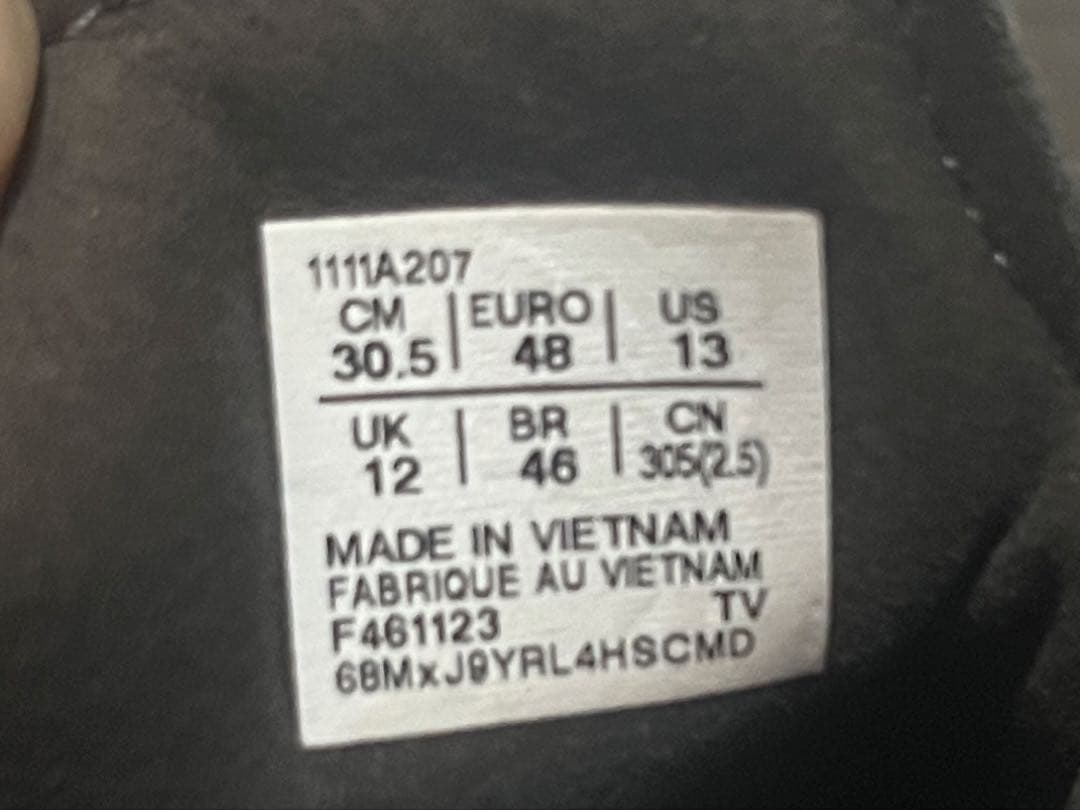 1111A207
CM | EURO | US
30.5 | 48 | 13
UK | BR | CN
12 | 46 | 305(2.5)
MADE IN VIETNAM
FABRIQUE AU VIETNAM
F461123 TV
68MxJ9YRL4HSCMD